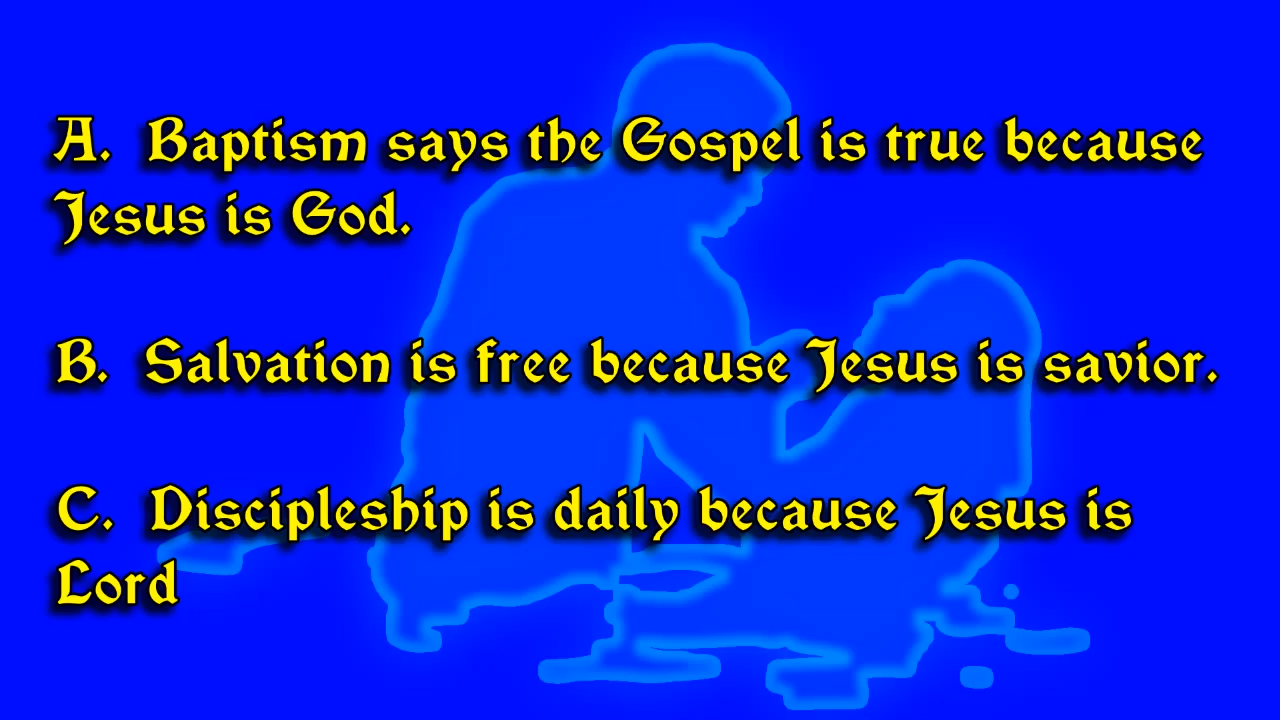 A. Baptism says the Gospel is true because
Jesus is God.
B. Salvation is free because Jesus is savior.
C. Discipleship is daily because Jesus is
Lord